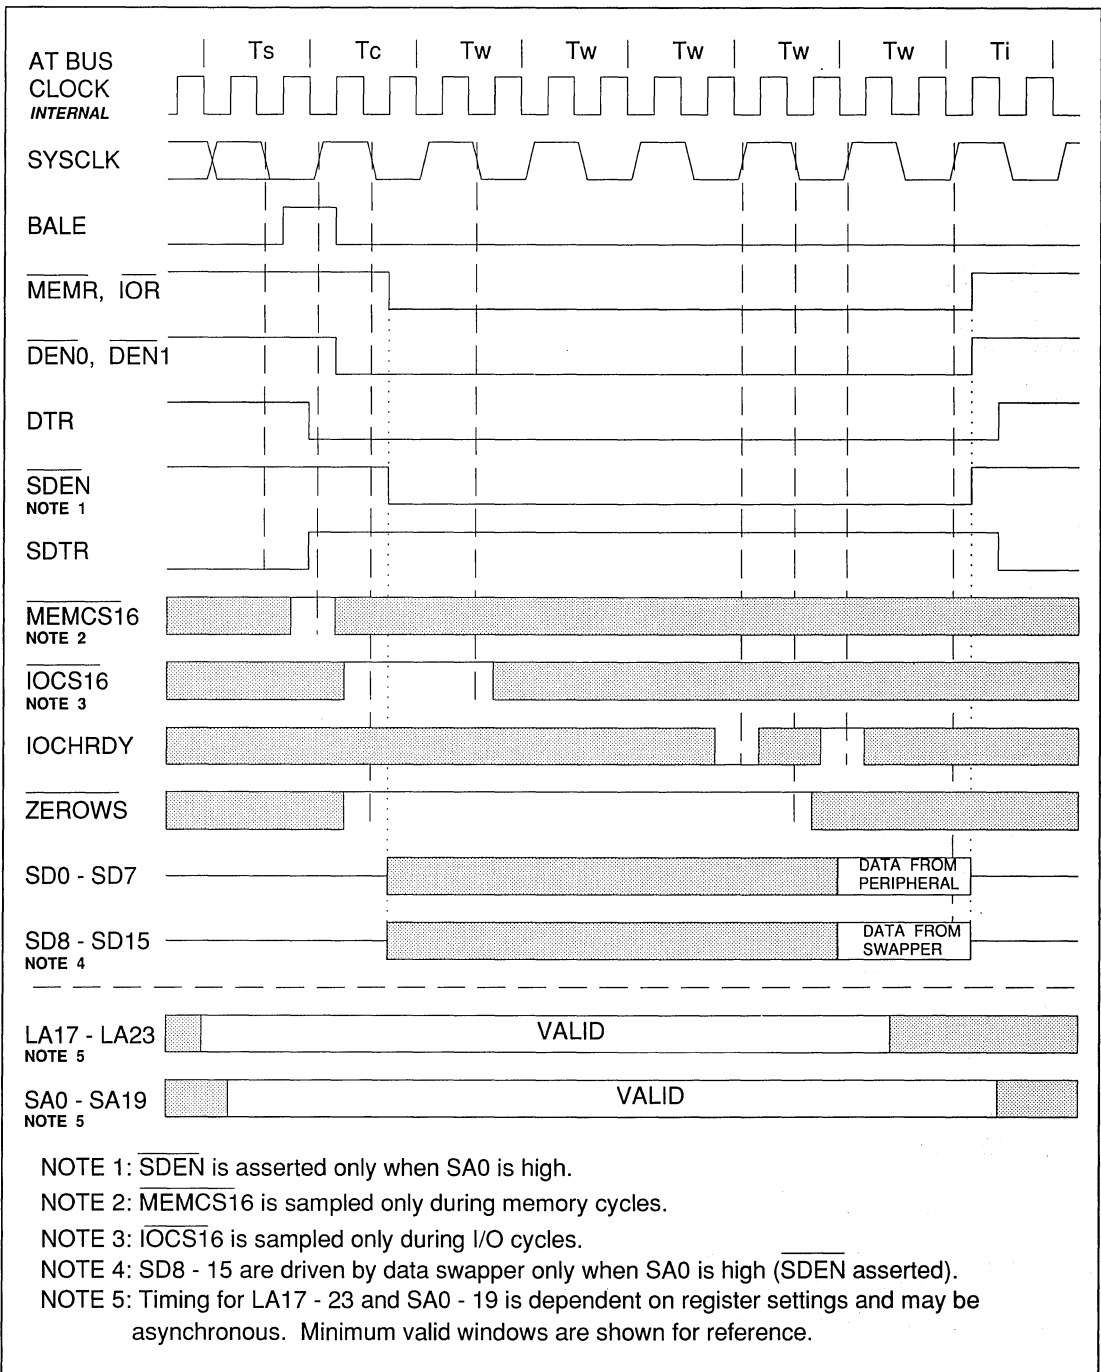 AT BUS
CLOCK
INTERNAL
Ts Tc Tw Tw Tw Tw Tw Ti
SYSCLK
BALE
MEMR, IOR
DEN0, DEN1
DTR
SDEN
NOTE 1
SDTR
MEMCS16
NOTE 2
IOCS16
NOTE 3
IOCHRDY
ZEROWS
SD0 - SD7
DATA FROM
PERIPHERAL
SD8 - SD15
NOTE 4
DATA FROM
SWAPPER
LA17 - LA23
NOTE 5
VALID
SA0 - SA19
NOTE 5
VALID
NOTE 1: SDEN is asserted only when SA0 is high.
NOTE 2: MEMCS16 is sampled only during memory cycles.
NOTE 3: IOCS16 is sampled only during I/O cycles.
NOTE 4: SD8 - 15 are driven by data swapper only when SA0 is high (SDEN asserted).
NOTE 5: Timing for LA17 - 23 and SA0 - 19 is dependent on register settings and may be
asynchronous. Minimum valid windows are shown for reference.